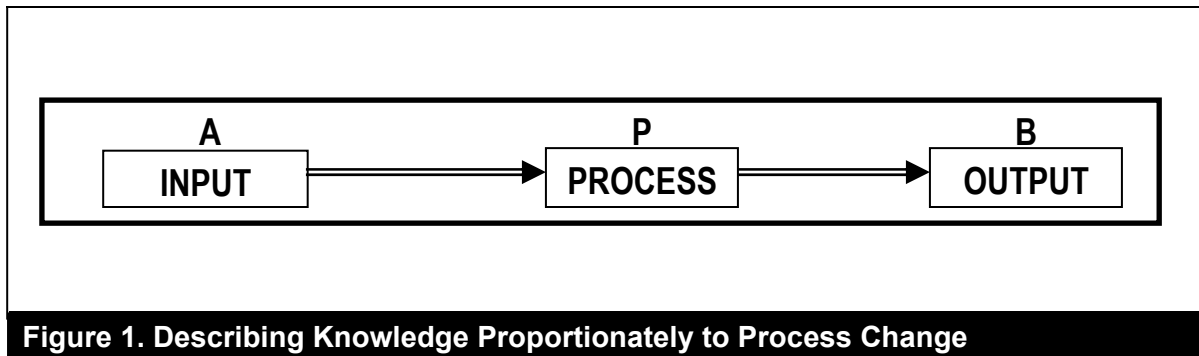 A P B
INPUT PROCESS OUTPUT
Figure 1. Describing Knowledge Proportionately to Process Change